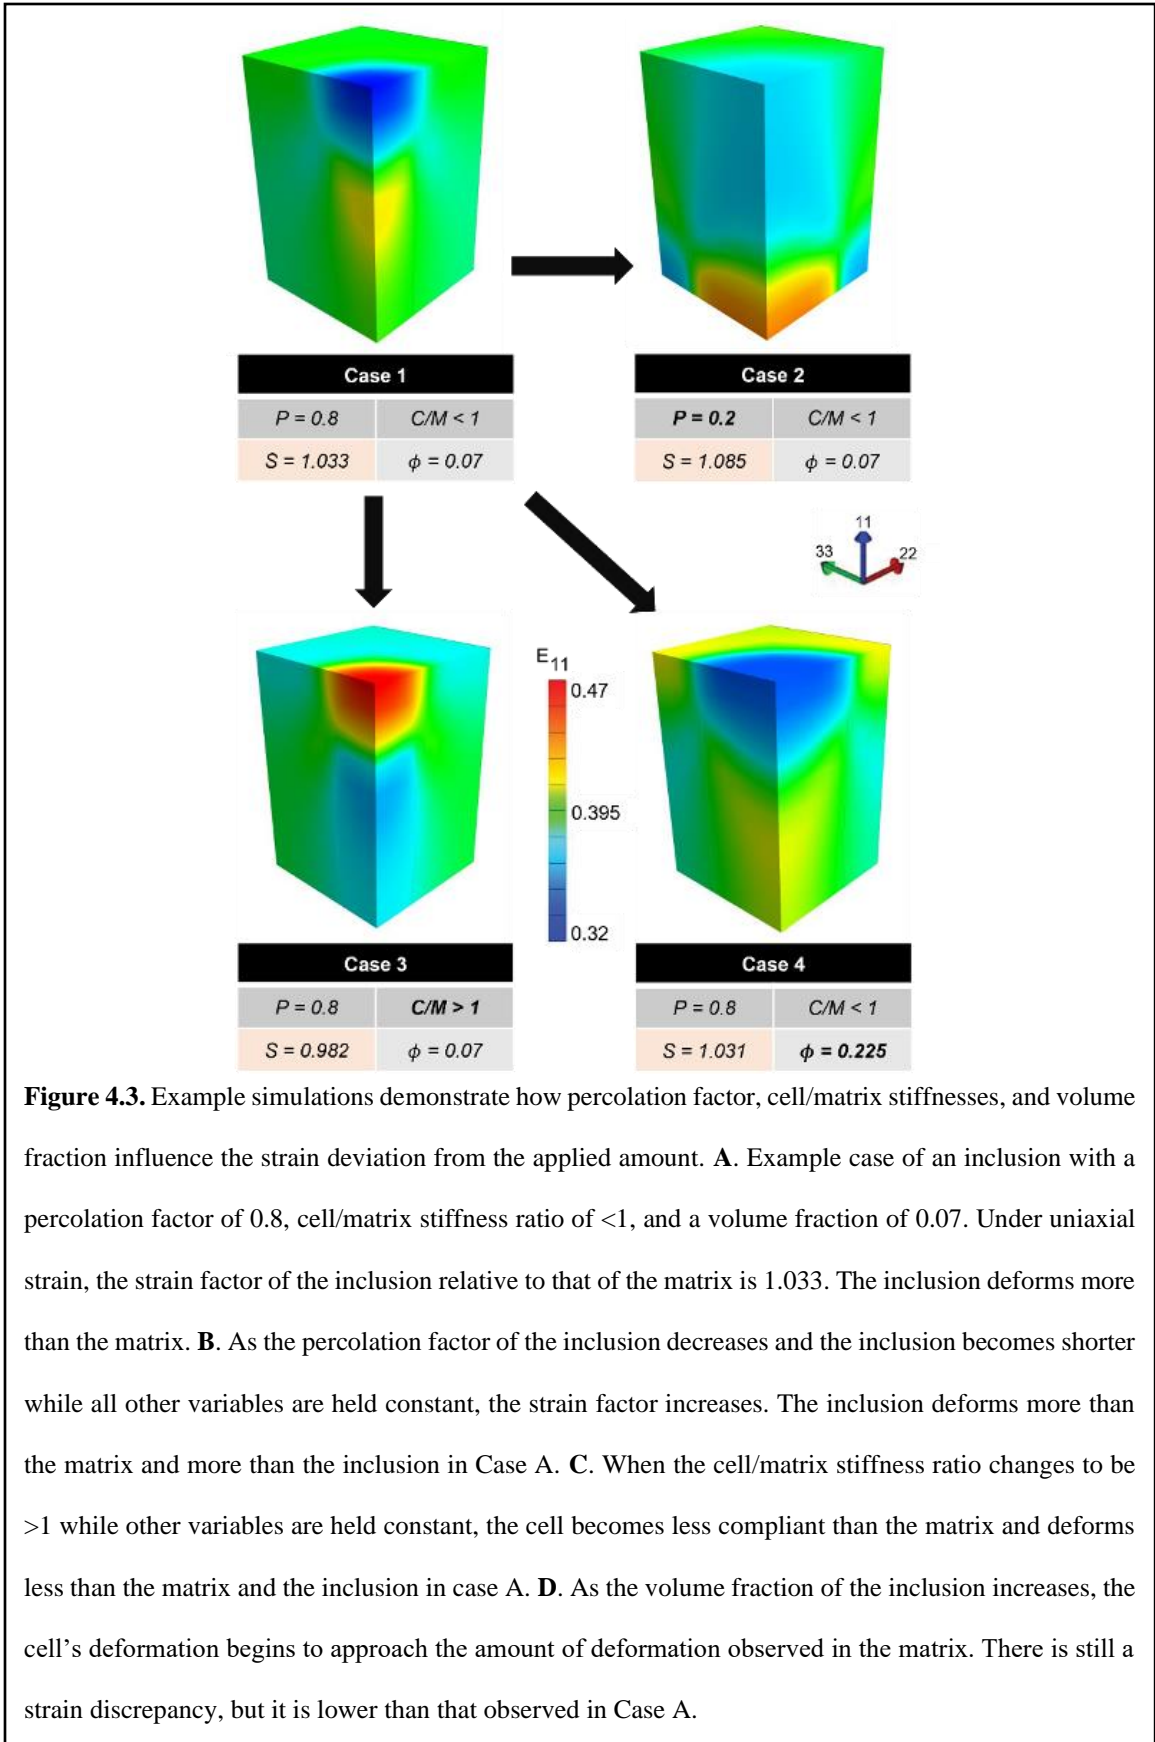 Case 1
P = 0.8 C/M < 1
S = 1.033 ϕ = 0.07
Case 2
P = 0.2 C/M < 1
S = 1.085 ϕ = 0.07
11
33 22
E11
0.47
0.395
0.32
Case 3
P = 0.8 C/M > 1
S = 0.982 ϕ = 0.07
Case 4
P = 0.8 C/M < 1
S = 1.031 ϕ = 0.225
Figure 4.3. Example simulations demonstrate how percolation factor, cell/matrix stiffnesses, and volume
fraction influence the strain deviation from the applied amount. A. Example case of an inclusion with a
percolation factor of 0.8, cell/matrix stiffness ratio of <1, and a volume fraction of 0.07. Under uniaxial
strain, the strain factor of the inclusion relative to that of the matrix is 1.033. The inclusion deforms more
than the matrix. B. As the percolation factor of the inclusion decreases and the inclusion becomes shorter
while all other variables are held constant, the strain factor increases. The inclusion deforms more than
the matrix and more than the inclusion in Case A. C. When the cell/matrix stiffness ratio changes to be
>1 while other variables are held constant, the cell becomes less compliant than the matrix and deforms
less than the matrix and the inclusion in case A. D. As the volume fraction of the inclusion increases, the
cell’s deformation begins to approach the amount of deformation observed in the matrix. There is still a
strain discrepancy, but it is lower than that observed in Case A.